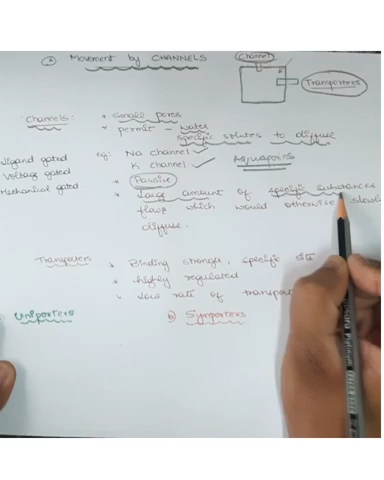 ② Movement by CHANNELS
Channel
Transporters
Channels: * Small pores
* permit - water
specific solutes to diffuse
eg: Na channel ✓
K channel ✓ Aquaporins
ligand gated
Voltage gated
Mechanical gated
* Passive
* Large amount of specific substances
flow which would otherwise slowly
diffuse.
Transporters * Binding strong, specific
* highly regulated
* slow rate of transport
Uniporters b) Symporters